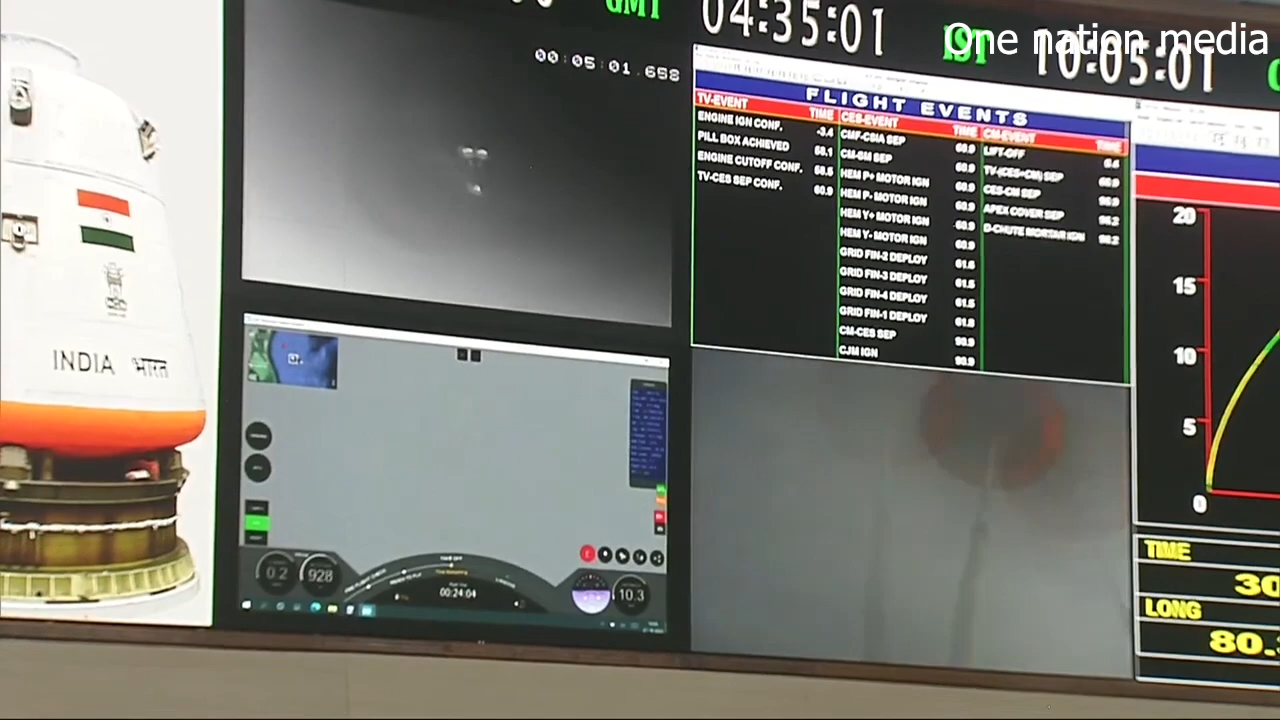 GMT
04:35:01
IST
10:05:01
One nation media
00:05:01.658
FLIGHT EVENTS
TV-EVENT TIME
ENGINE IGN CONF. -3.4
PILL BOX ACHIEVED 58.1
ENGINE CUTOFF CONF. 58.5
TV-CES SEP CONF. 60.9
CES-EVENT TIME
CMF-CSIA SEP 60.9
CM-SM SEP 60.9
HEM P+ MOTOR IGN 60.9
HEM P- MOTOR IGN 60.9
HEM Y+ MOTOR IGN 60.9
HEM Y- MOTOR IGN 60.9
GRID FIN-2 DEPLOY 61.5
GRID FIN-3 DEPLOY 61.5
GRID FIN-4 DEPLOY 61.5
GRID FIN-1 DEPLOY 61.5
CM-CES SEP 90.9
CJM IGN 90.9
CM-EVENT TIME
LIFT-OFF
TV-(CES+CM) SEP
CES-CM SEP
APEX COVER SEP
D-CHUTE MORTAR IGN
INDIA भारत
20
15
10
5
0
0.2
928
00:24:04
10.3
TIME
30
LONG
80.